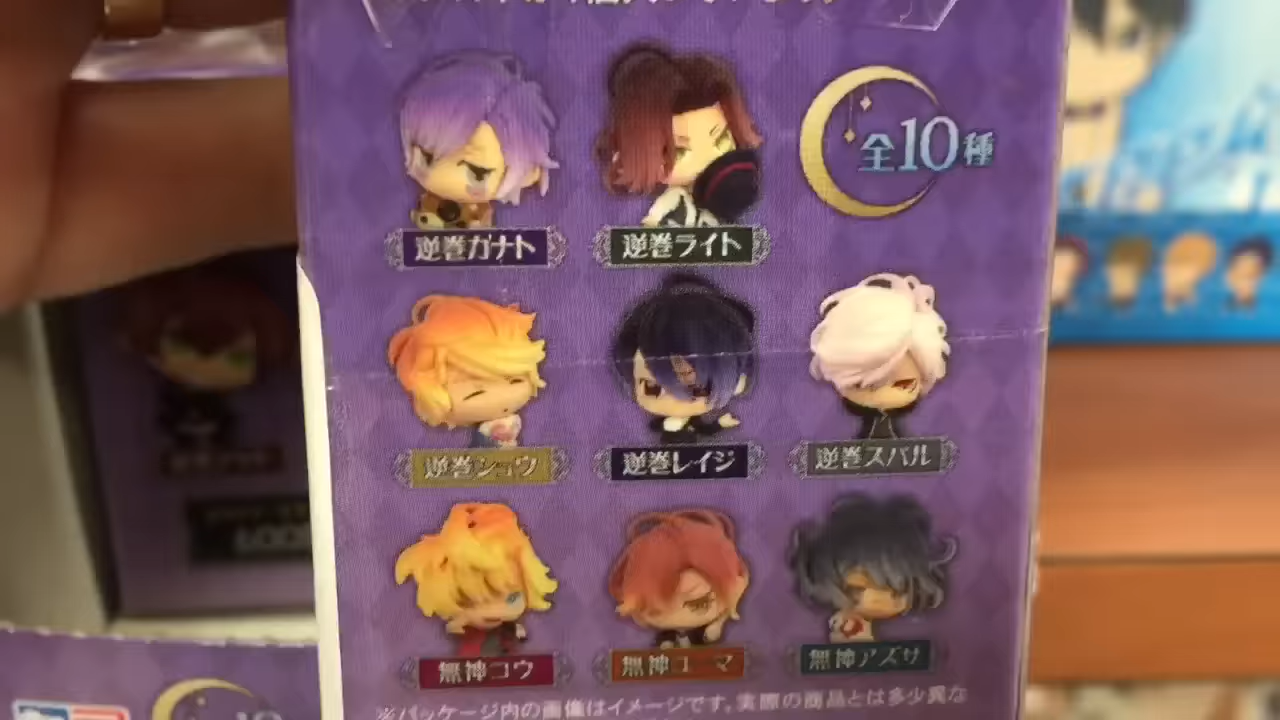 全10種
逆巻カナト
逆巻ライト
逆巻シュウ
逆巻レイジ
逆巻スバル
無神コウ
無神ユーマ
無神アズサ
※パッケージ内の画像はイメージです。実際の商品とは多少異な